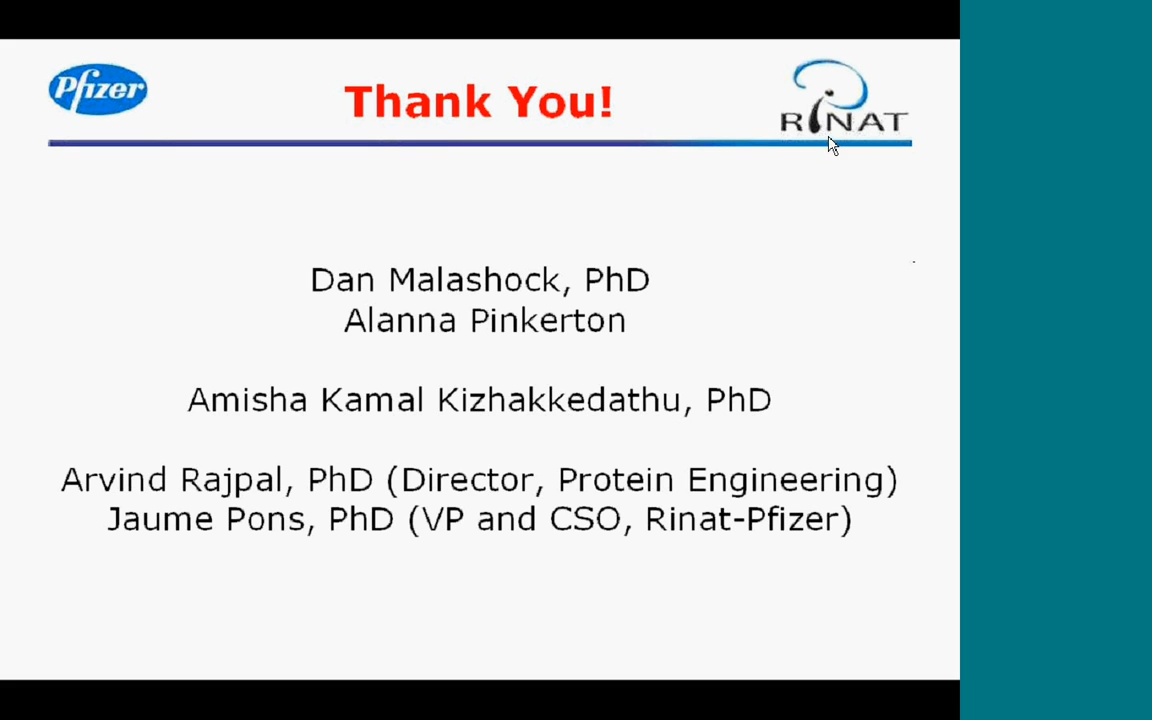 Pfizer
Thank You!
RINAT
Dan Malashock, PhD
Alanna Pinkerton
Amisha Kamal Kizhakkedathu, PhD
Arvind Rajpal, PhD (Director, Protein Engineering)
Jaume Pons, PhD (VP and CSO, Rinat-Pfizer)